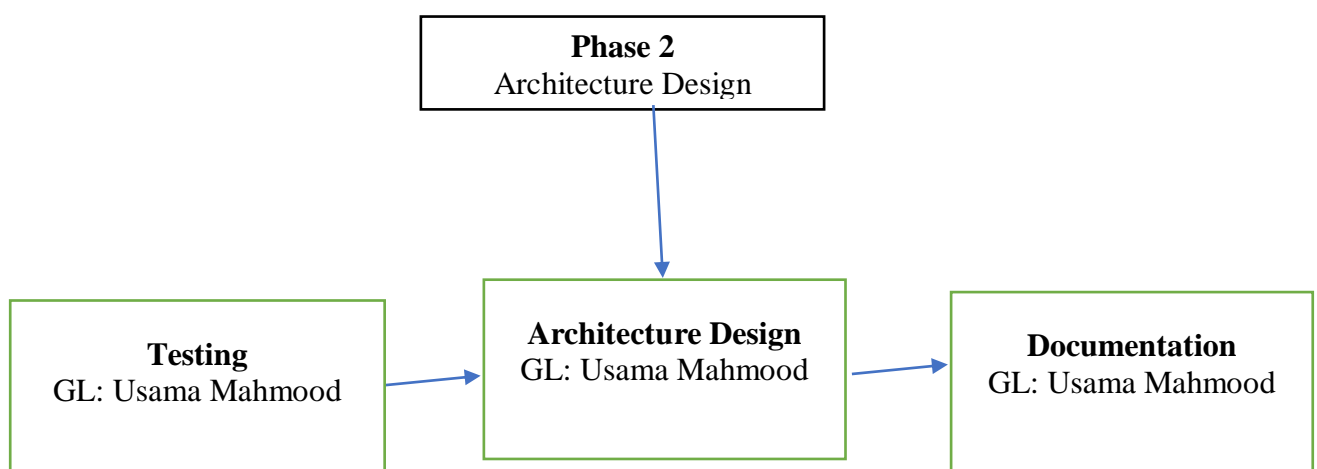 Phase 2
Architecture Design
Testing
GL: Usama Mahmood
Architecture Design
GL: Usama Mahmood
Documentation
GL: Usama Mahmood